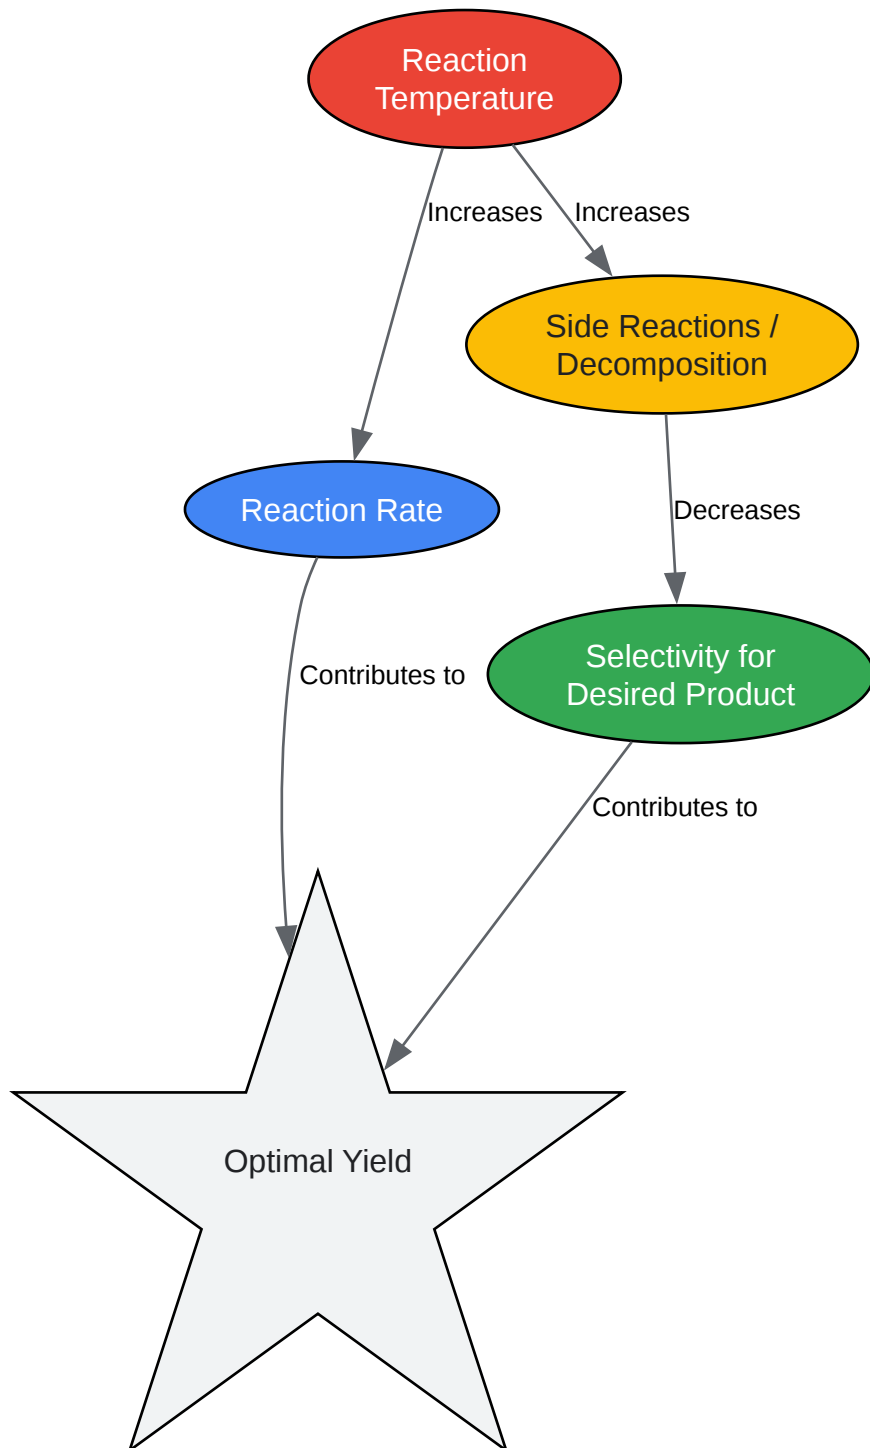 Reaction
Temperature
Increases
Increases
Side Reactions /
Decomposition
Reaction Rate
Decreases
Selectivity for
Desired Product
Contributes to
Contributes to
Optimal Yield